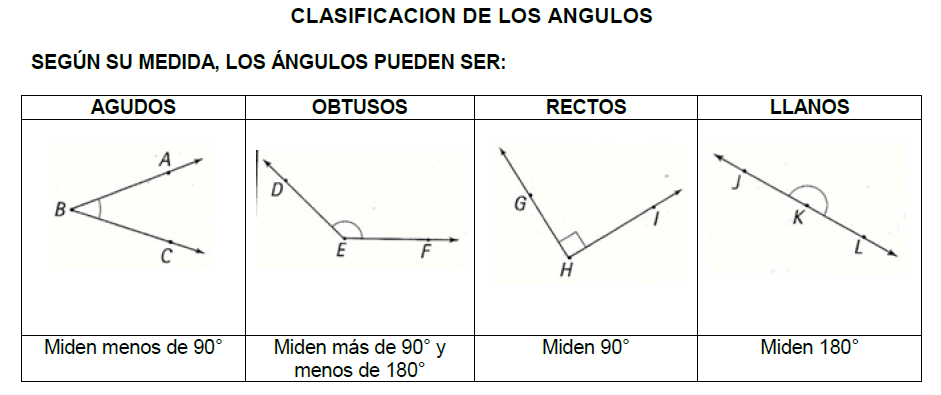 CLASIFICACION DE LOS ANGULOS
SEGÚN SU MEDIDA, LOS ÁNGULOS PUEDEN SER:
AGUDOS
OBTUSOS
RECTOS
LLANOS
A
B
C
D
E
F
G
H
I
J
K
L
Miden menos de 90°
Miden más de 90° y
menos de 180°
Miden 90°
Miden 180°